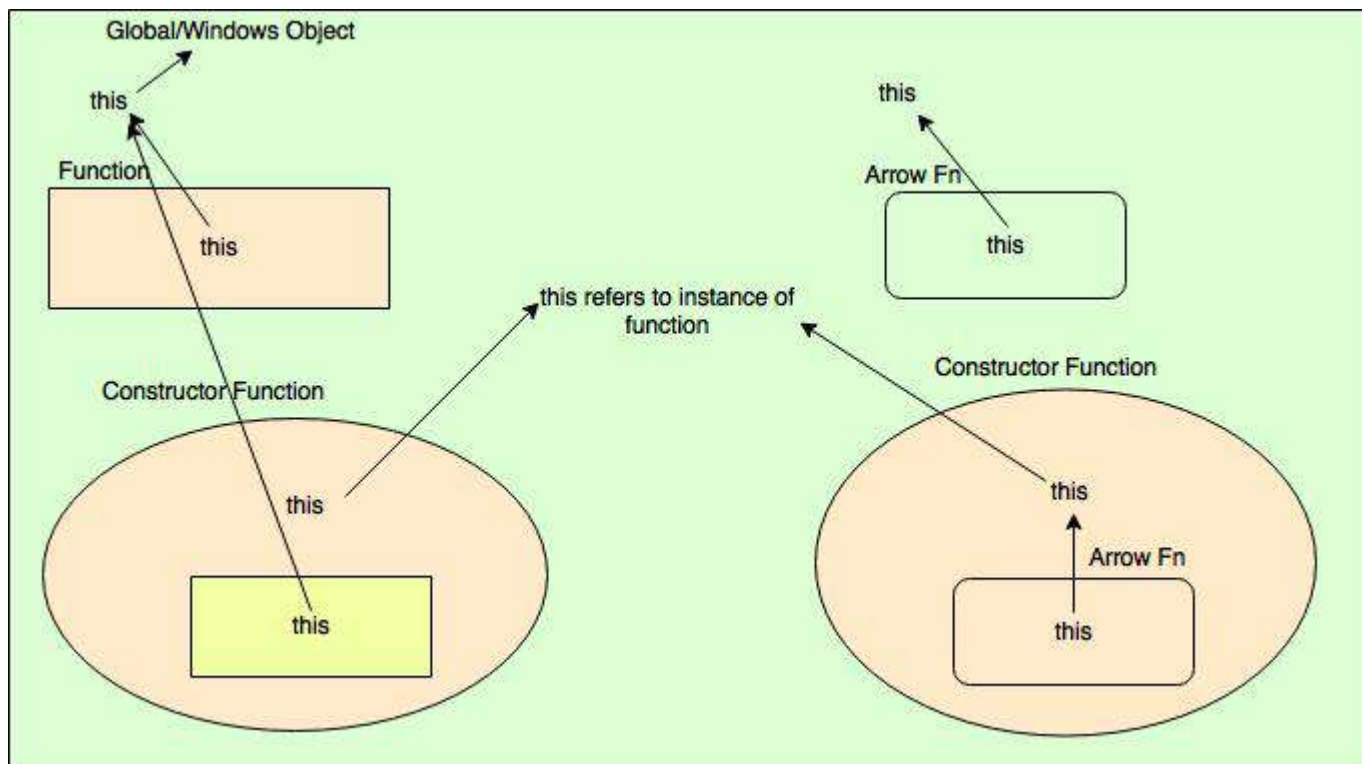 Global/Windows Object
this
Function
this
this
Arrow Fn
this
this refers to instance of
function
Constructor Function
this
this
Constructor Function
this
Arrow Fn
this